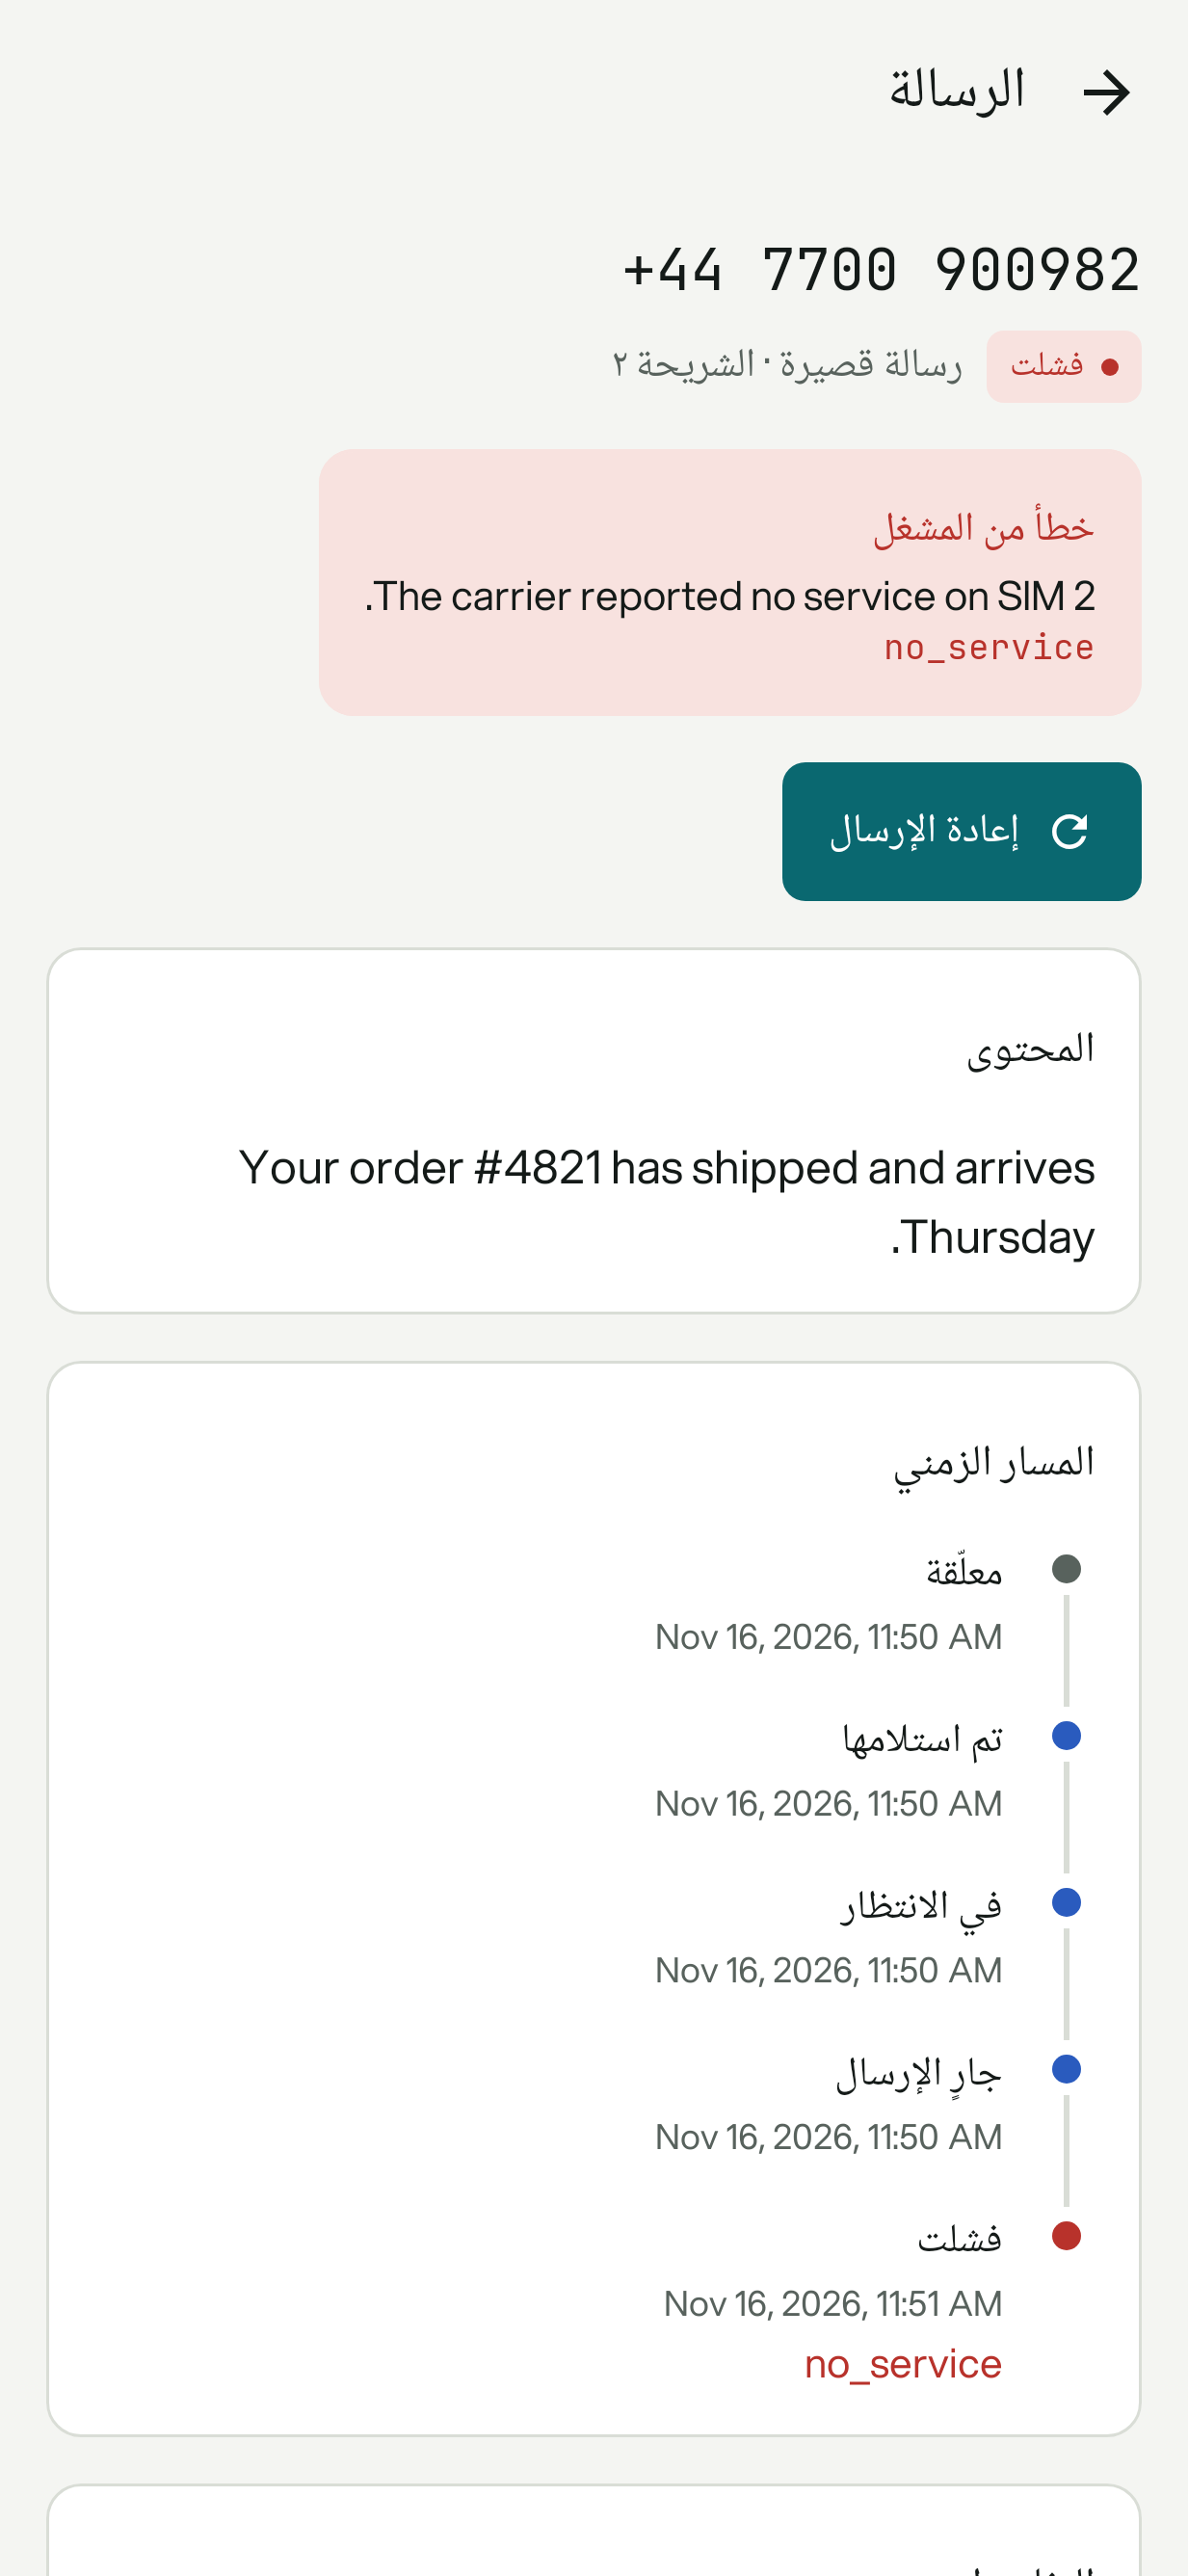 الرسالة
+44 7700 900982
فشلت
رسالة قصيرة · الشريحة ٢
خطأ من المشغل
The carrier reported no service on SIM 2.
no_service
إعادة الإرسال
المحتوى
Your order #4821 has shipped and arrives
Thursday.
المسار الزمني
معلّقة
Nov 16, 2026, 11:50 AM
تم استلامها
Nov 16, 2026, 11:50 AM
في الانتظار
Nov 16, 2026, 11:50 AM
جارٍ الإرسال
Nov 16, 2026, 11:50 AM
فشلت
Nov 16, 2026, 11:51 AM
no_service